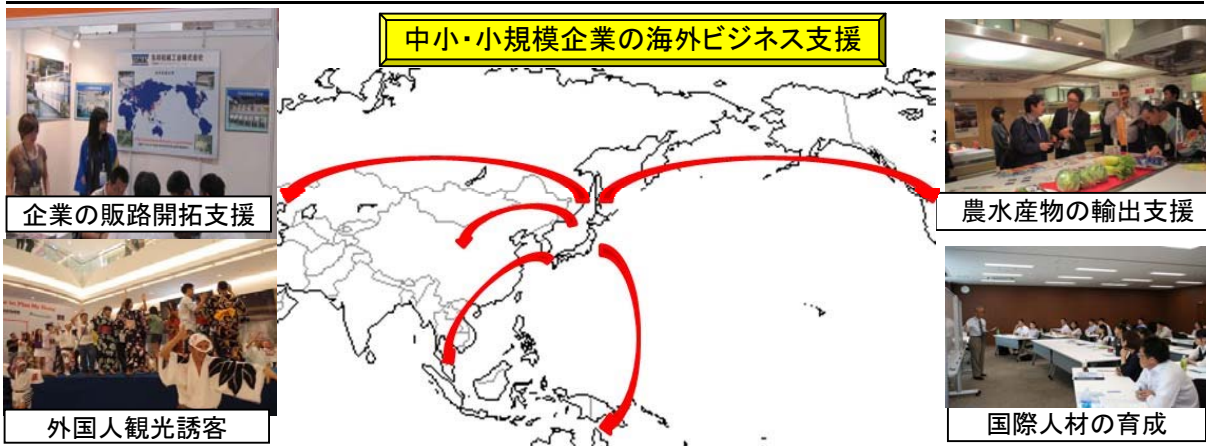 中小・小規模企業の海外ビジネス支援
企業の販路開拓支援
農水産物の輸出支援
外国人観光誘客
国際人材の育成